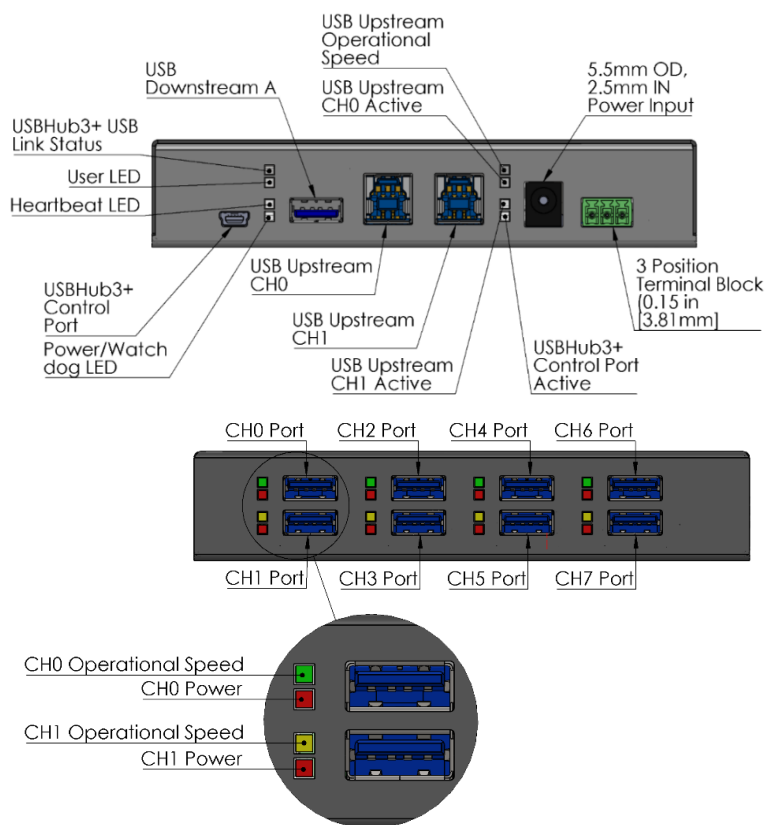 USB Upstream
Operational
Speed
USB
Downstream A
USB Upstream
CH0 Active
5.5mm OD,
2.5mm IN
Power Input
USBHub3+ USB
Link Status
User LED
Heartbeat LED
USBHub3+
Control
Port
Power/Watch
dog LED
USB Upstream
CH0
USB Upstream
CH1
USB Upstream
CH1 Active
USBHub3+
Control Port
Active
3 Position
Terminal Block
(0.15 in
[3.81mm]
CH0 Port
CH2 Port
CH4 Port
CH6 Port
CH1 Port
CH3 Port
CH5 Port
CH7 Port
CH0 Operational Speed
CH0 Power
CH1 Operational Speed
CH1 Power